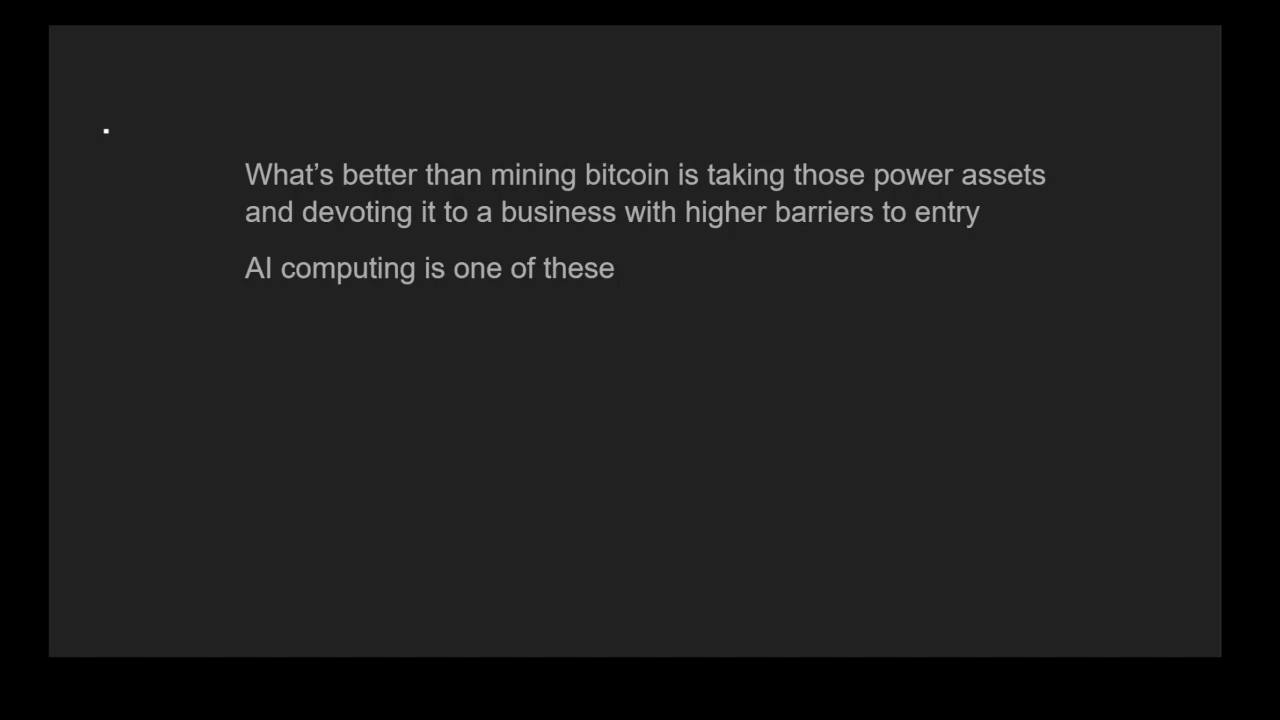 .
What’s better than mining bitcoin is taking those power assets
and devoting it to a business with higher barriers to entry
AI computing is one of these